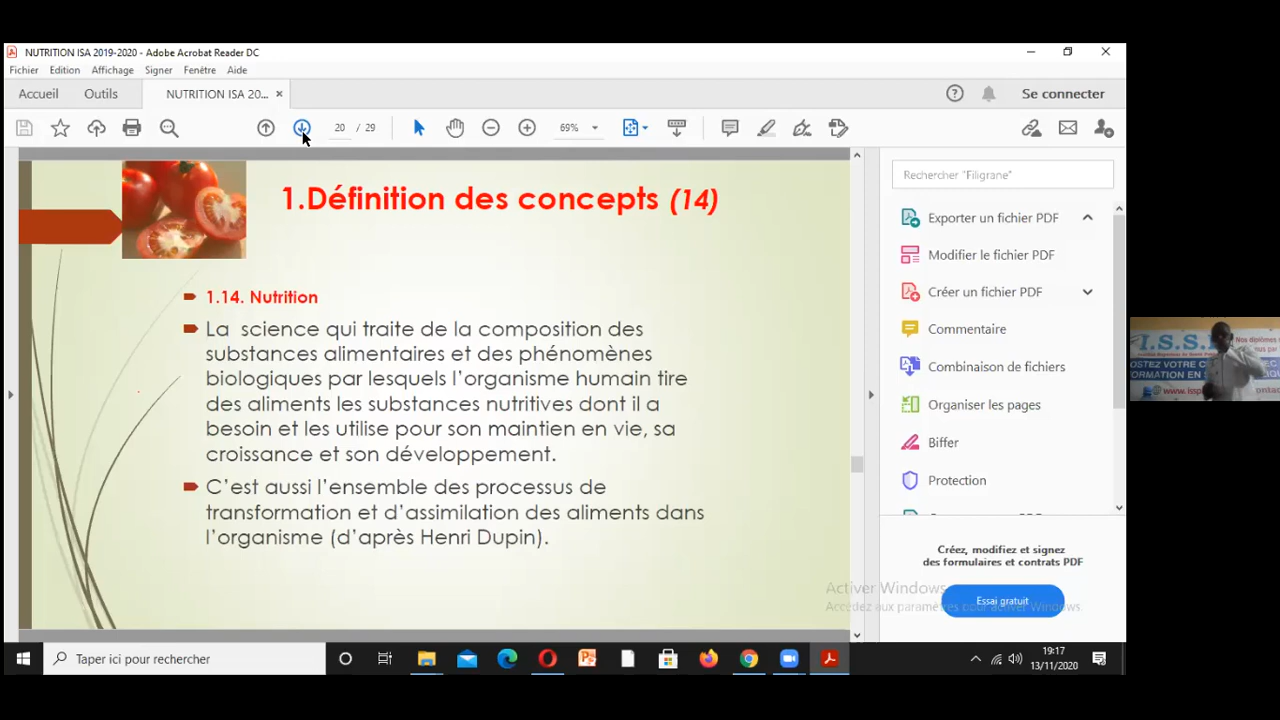 NUTRITION ISA 2019-2020 - Adobe Acrobat Reader DC
Fichier Edition Affichage Signer Fenêtre Aide
Accueil Outils NUTRITION ISA 20... × Se connecter
20 / 29 69%
1.Définition des concepts (14)
1.14. Nutrition
La science qui traite de la composition des
substances alimentaires et des phénomènes
biologiques par lesquels l’organisme humain tire
des aliments les substances nutritives dont il a
besoin et les utilise pour son maintien en vie, sa
croissance et son développement.
C’est aussi l’ensemble des processus de
transformation et d’assimilation des aliments dans
l’organisme (d’après Henri Dupin).
Rechercher "Filigrane"
Exporter un fichier PDF
Modifier le fichier PDF
Créer un fichier PDF
Commentaire
Combinaison de fichiers
Organiser les pages
Biffer
Protection
Créez, modifiez et signez
des formulaires et contrats PDF
Essai gratuit
Activer Windows
Accédez aux paramètres pour activer Windows.
I.S.S.
Taper ici pour rechercher
19:17
13/11/2020